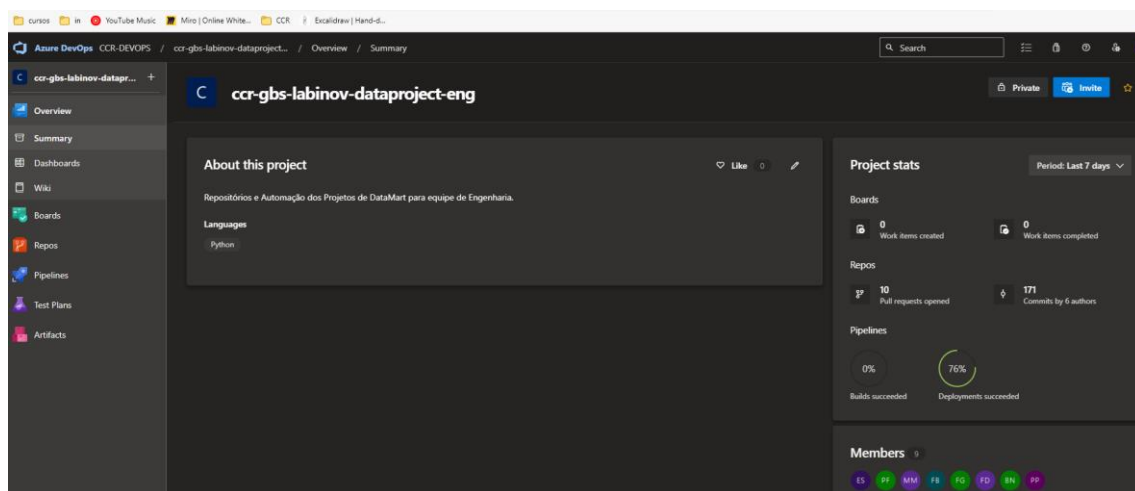 cursos in YouTube Music Miro | Online White... CCR Excalidraw | Hand-d...
Azure DevOps CCR-DEVOPS / ccr-gbs-labinov-dataproject... / Overview / Summary Search
C ccr-gbs-labinov-datapr... +
Overview
Summary
Dashboards
Wiki
Boards
Repos
Pipelines
Test Plans
Artifacts
C ccr-gbs-labinov-dataproject-eng
Private Invite
About this project
Like 0
Repositórios e Automação dos Projetos de DataMart para equipe de Engenharia.
Languages
Python
Project stats
Period: Last 7 days
Boards
0
Work items created
0
Work items completed
Repos
10
Pull requests opened
171
Commits by 6 authors
Pipelines
0%
Builds succeeded
76%
Deployments succeeded
Members 9
ES PF MM FB FG FD BN PP